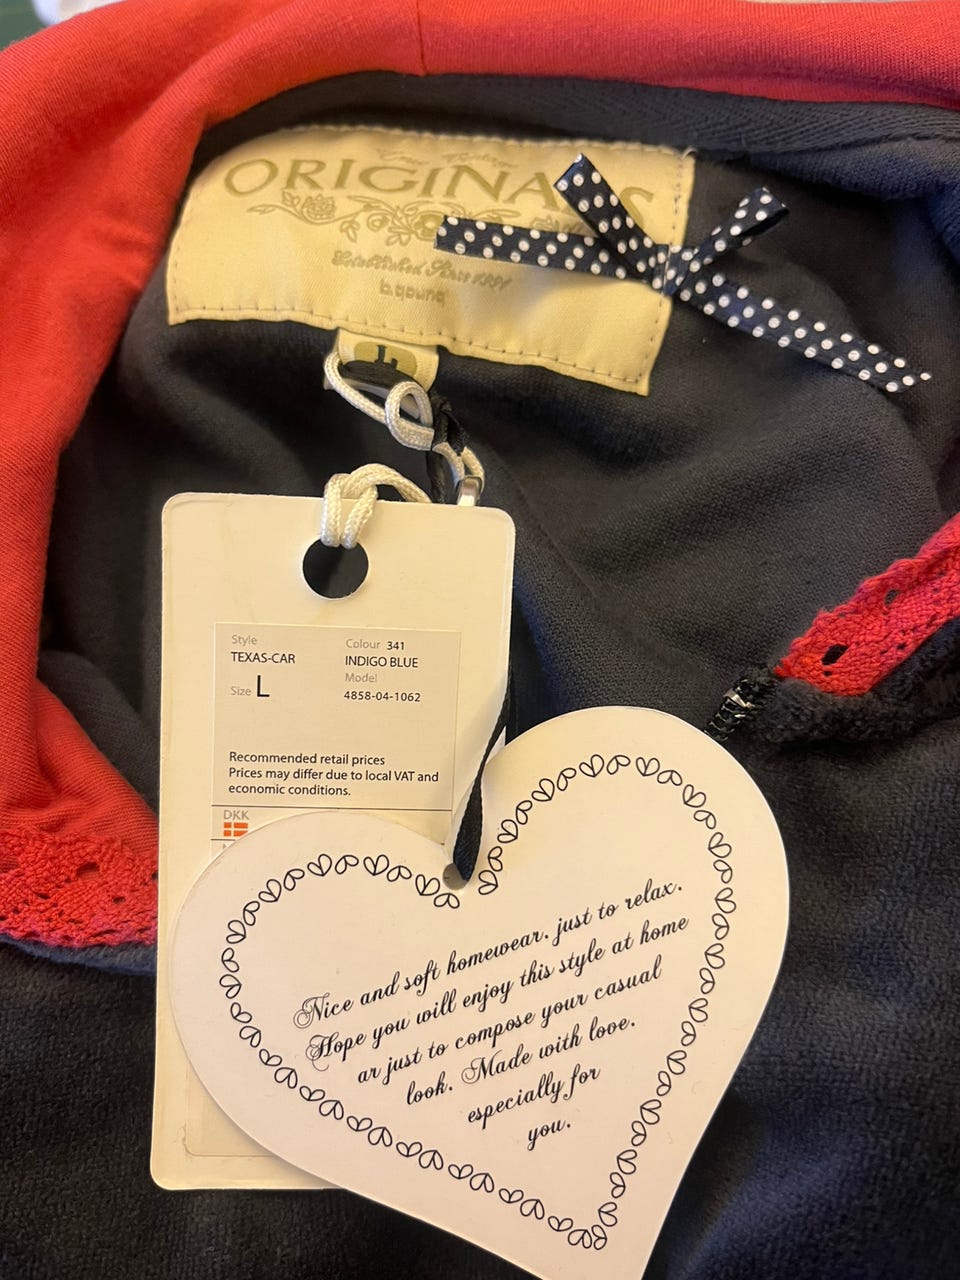 ORIGINALS
Established Since 1991
b.young
L
Style
TEXAS-CAR
Size L
Colour 341
INDIGO BLUE
Model
4858-04-1062
Recommended retail prices
Prices may differ due to local VAT and
economic conditions.
DKK
Nice and soft homewear. just to relax.
Hope you will enjoy this style at home
ar just to compose your casual
look. Made with love.
especially for
you.